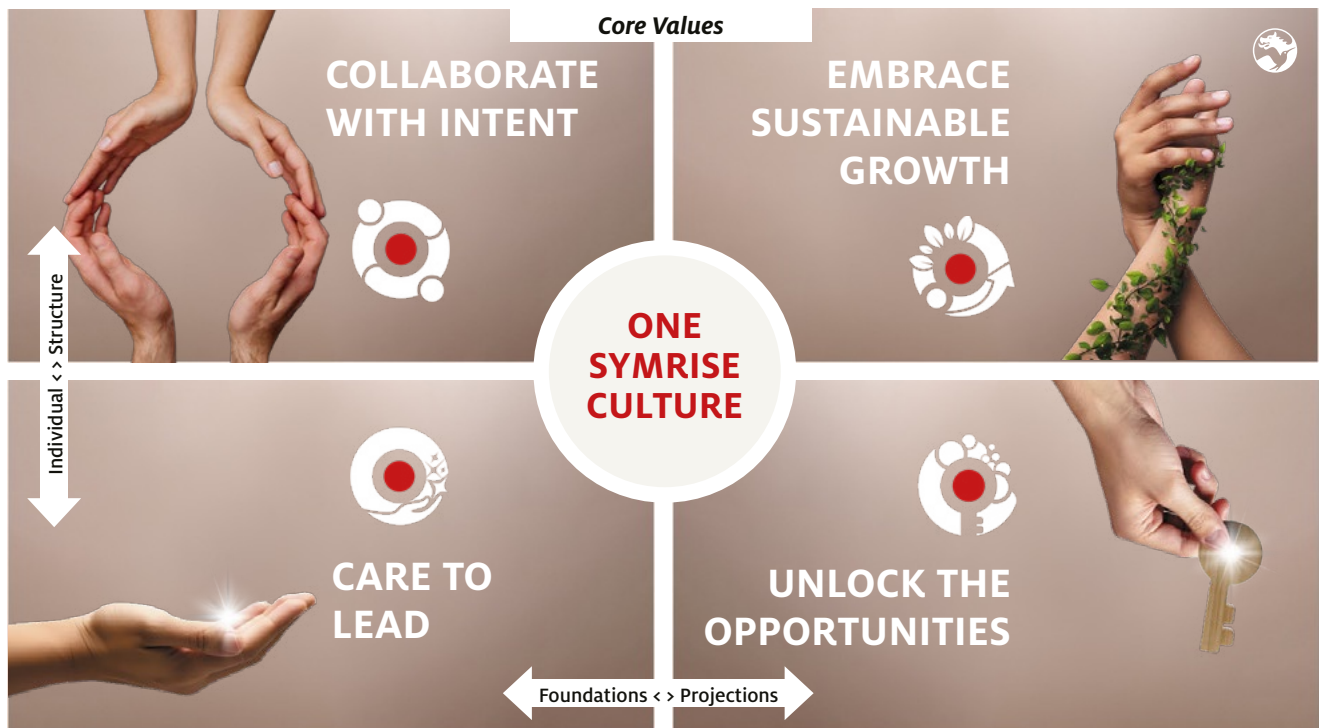 Core Values
COLLABORATE
WITH INTENT
EMBRACE
SUSTAINABLE
GROWTH
Individual < > Structure
ONE
SYMRISE
CULTURE
CARE TO
LEAD
UNLOCK THE
OPPORTUNITIES
Foundations < > Projections